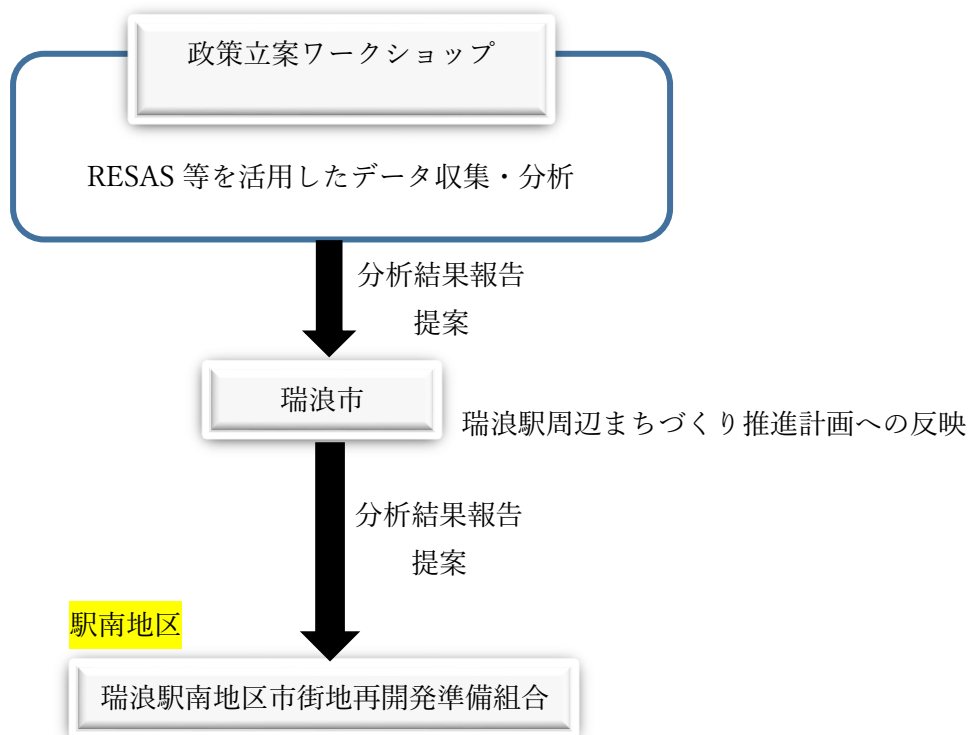 政策立案ワークショップ
RESAS 等を活用したデータ収集・分析
分析結果報告
提案
瑞浪市
瑞浪駅周辺まちづくり推進計画への反映
分析結果報告
提案
駅南地区
瑞浪駅南地区市街地再開発準備組合